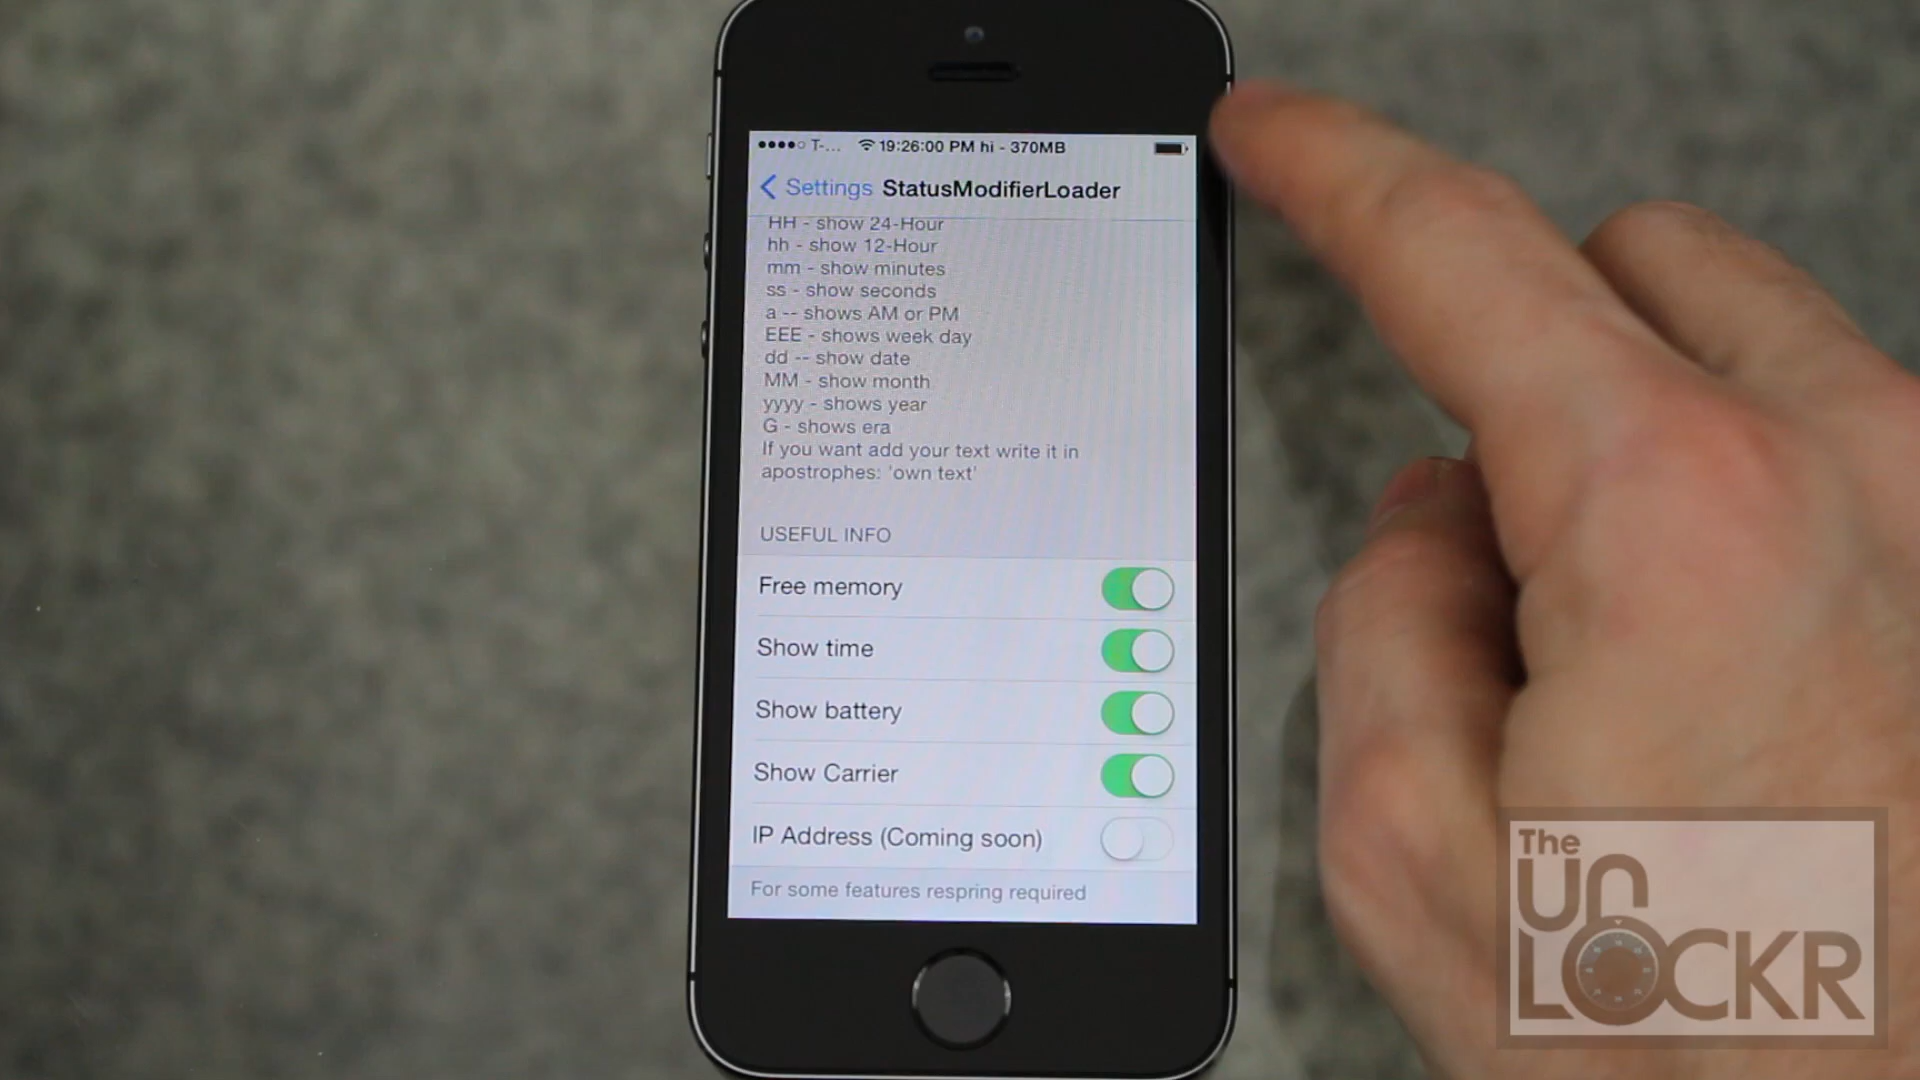 T-... 19:26:00 PM hi - 370MB
Settings StatusModifierLoader
HH - show 24-Hour
hh - show 12-Hour
mm - show minutes
ss - show seconds
a -- shows AM or PM
EEE - shows week day
dd -- show date
MM - show month
yyyy - shows year
G - shows era
If you want add your text write it in
apostrophes: 'own text'
USEFUL INFO
Free memory
Show time
Show battery
Show Carrier
IP Address (Coming soon)
For some features respring required
The
UN
LOCKR